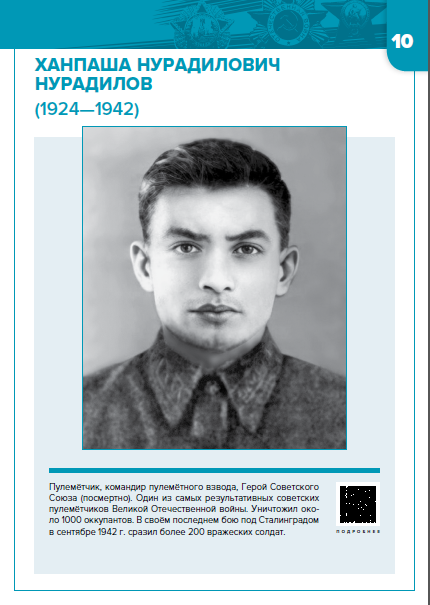 10
ХАНПАША НУРАДИЛОВИЧ
НУРАДИЛОВ
(1924—1942)
Пулемётчик, командир пулемётного взвода, Герой Советского
Союза (посмертно). Один из самых результативных советских
пулемётчиков Великой Отечественной войны. Уничтожил око-
ло 1000 оккупантов. В своём последнем бою под Сталинградом
в сентябре 1942 г. сразил более 200 вражеских солдат.
ПОДРОБНЕЕ